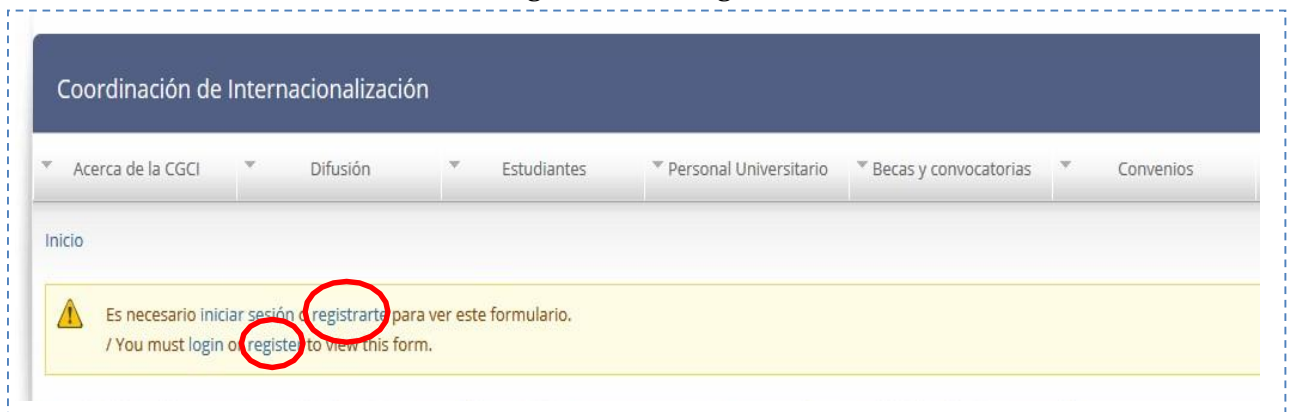 Coordinación de Internacionalización
Acerca de la CGCI Difusión Estudiantes Personal Universitario Becas y convocatorias Convenios
Inicio
Es necesario iniciar sesión o registrarte para ver este formulario.
/ You must login or register to view this form.